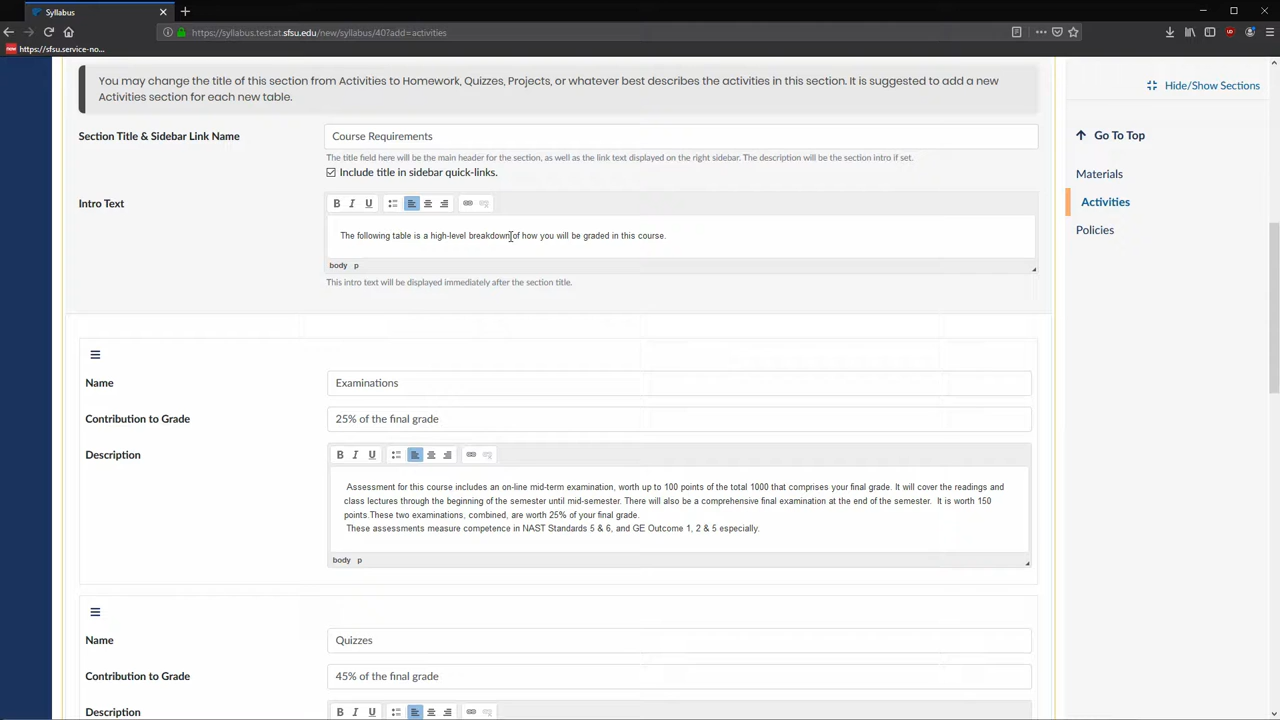 Syllabus
https://syllabus.test.at.sfsu.edu/new/syllabus/40?add=activities
https://sfsu.service-no...
You may change the title of this section from Activities to Homework, Quizzes, Projects, or whatever best describes the activities in this section. It is suggested to add a new
Activities section for each new table.
Hide/Show Sections
Section Title & Sidebar Link Name
Course Requirements
Go To Top
The title field here will be the main header for the section, as well as the link text displayed on the right sidebar. The description will be the section intro if set.
Include title in sidebar quick-links.
Materials
Intro Text
B I U
Activities
The following table is a high-level breakdown of how you will be graded in this course.
Policies
body p
This intro text will be displayed immediately after the section title.
Name
Examinations
Contribution to Grade
25% of the final grade
Description
B I U
Assessment for this course includes an on-line mid-term examination, worth up to 100 points of the total 1000 that comprises your final grade. It will cover the readings and
class lectures through the beginning of the semester until mid-semester. There will also be a comprehensive final examination at the end of the semester. It is worth 150
points.These two examinations, combined, are worth 25% of your final grade.
These assessments measure competence in NAST Standards 5 & 6, and GE Outcome 1, 2 & 5 especially.
body p
Name
Quizzes
Contribution to Grade
45% of the final grade
Description
B I U